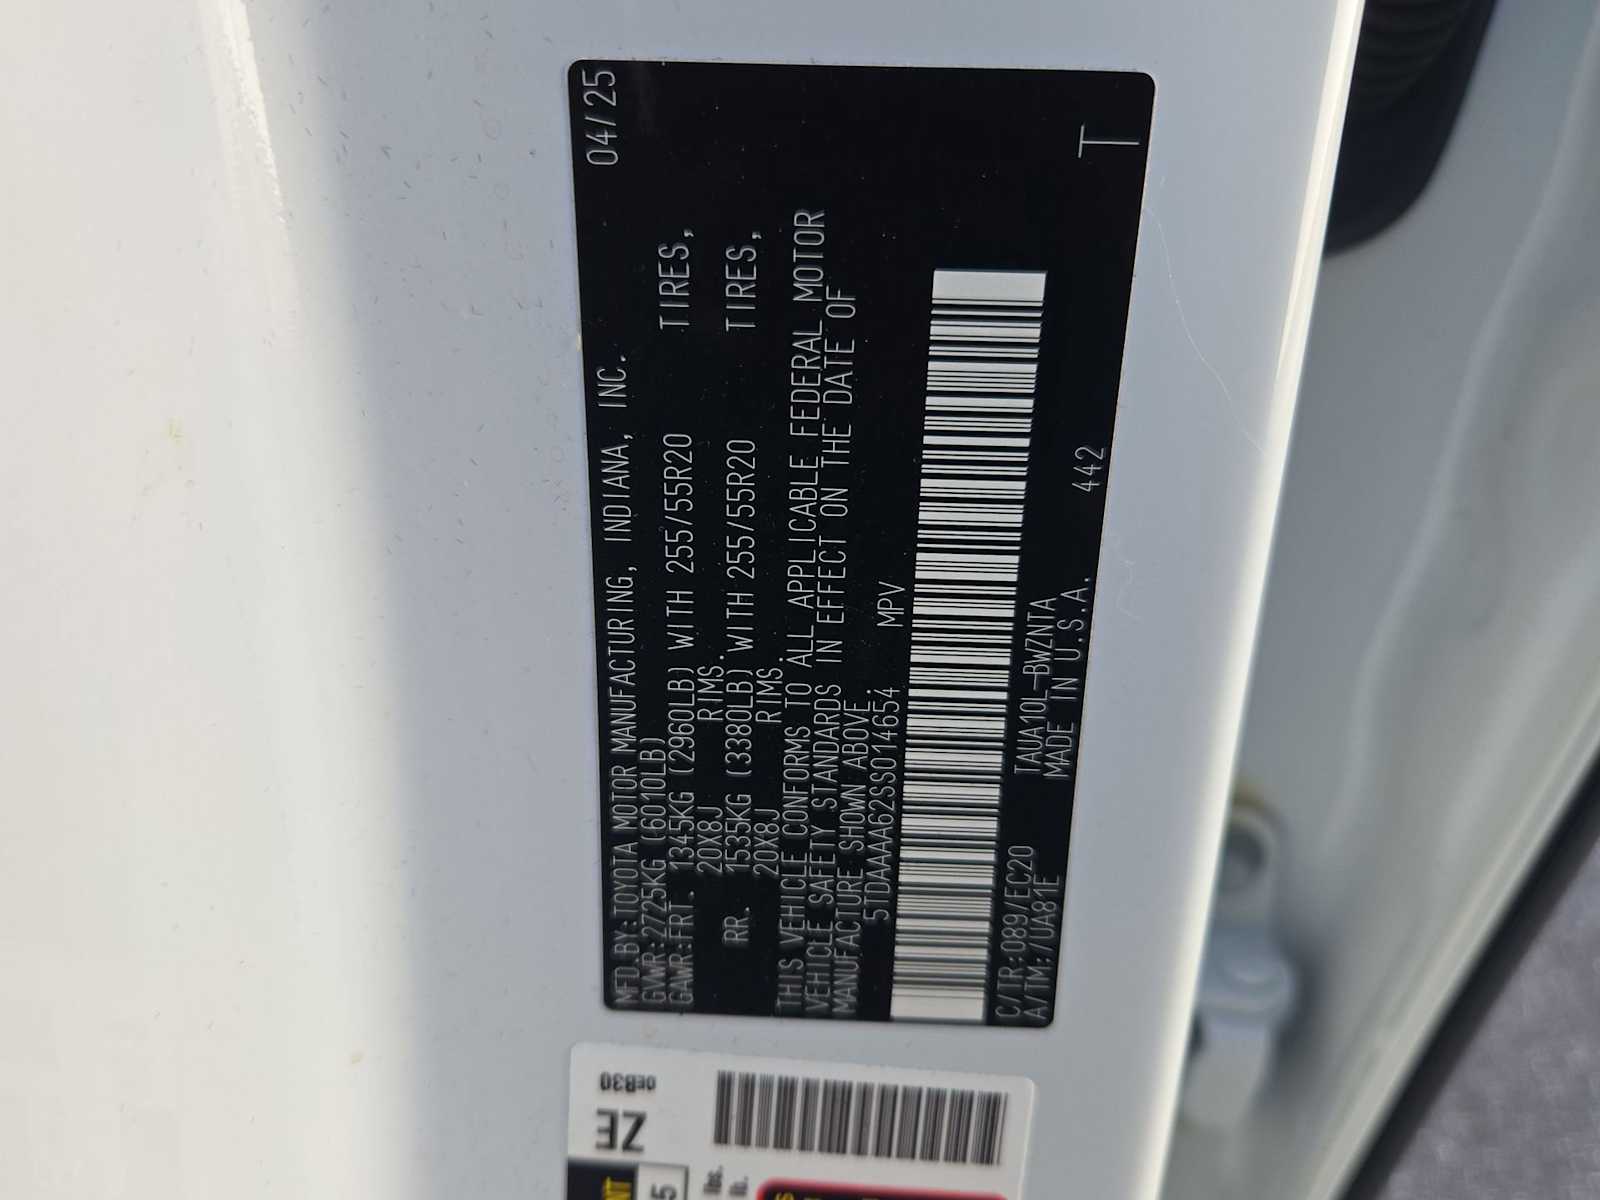 04/25
MFD.BY:TOYOTA MOTOR MANUFACTURING, INDIANA, INC.
GVWR:2725KG (6010LB)
GAWR:FRT. 1345KG (2960LB) WITH 255/55R20 TIRES,
20X8J RIMS.
RR. 1535KG (3380LB) WITH 255/55R20 TIRES,
20X8J RIMS.
THIS VEHICLE CONFORMS TO ALL APPLICABLE FEDERAL MOTOR
VEHICLE SAFETY STANDARDS IN EFFECT ON THE DATE OF
MANUFACTURE SHOWN ABOVE.
5TDAAAA62SS014654 MPV
C/TR:089/EC20 TAUA10L-BWZNTA
A/TM:/UA81E MADE IN U.S.A. 442
T
0EB30
ZE
5
lbs.
lb.